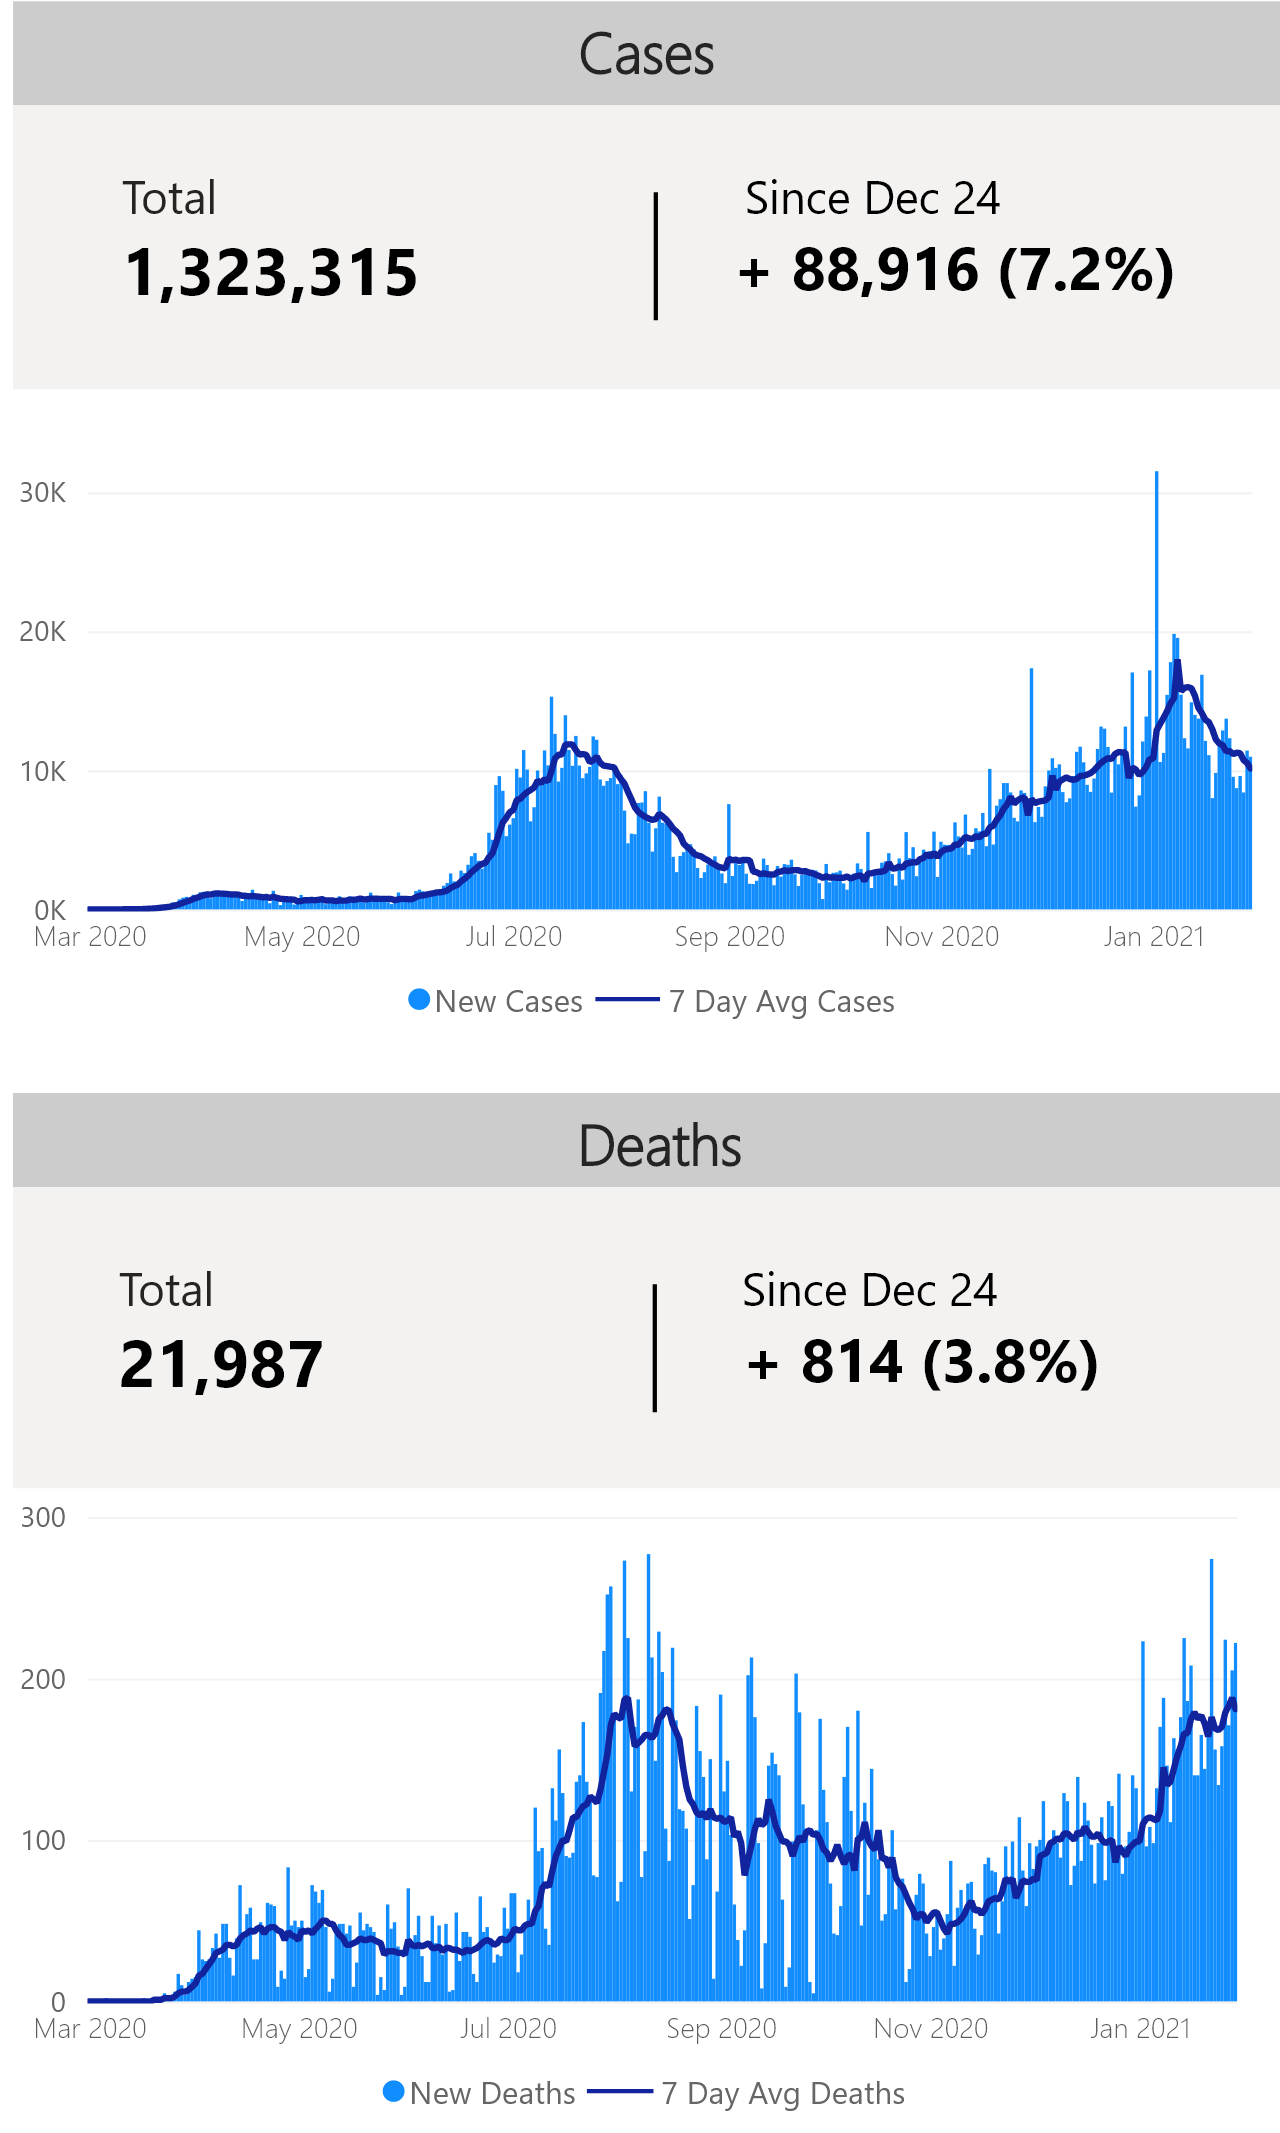 Cases
Total
Since Dec 24
1,323,315
+ 88,916 (7.2%)
30K
20K
10K
0K
Mar 2020 May 2020 Jul 2020 Sep 2020 Nov 2020 Jan 2021
New Cases 7 Day Avg Cases
Deaths
Total
Since Dec 24
21,987
+ 814 (3.8%)
300
200
100
0
Mar 2020 May 2020 Jul 2020 Sep 2020 Nov 2020 Jan 2021
New Deaths 7 Day Avg Deaths